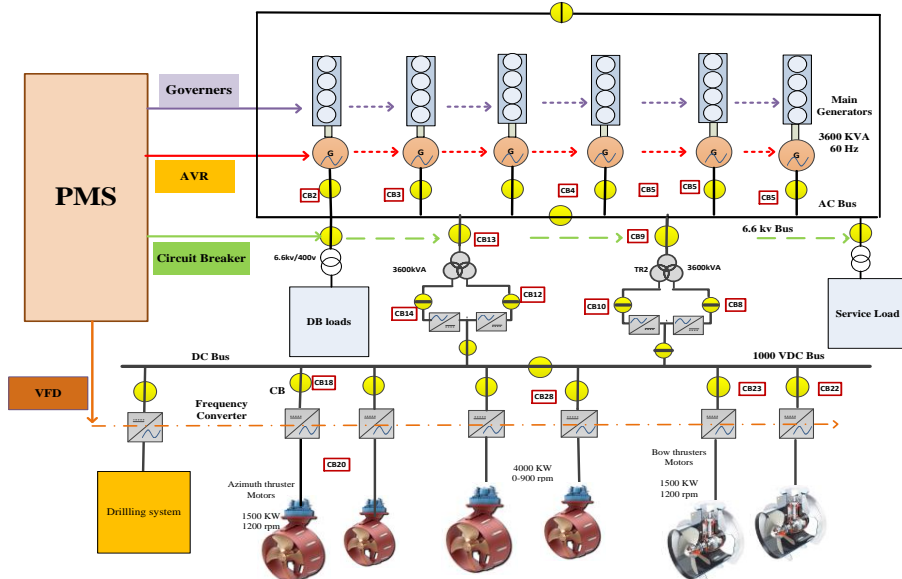 PMS
Governers
AVR
Circuit Breaker
VFD
G
G
G
G
G
G
Main
Generators
3600 KVA
60 Hz
CB2
CB3
CB4
CB5
CB5
CB5
AC Bus
6.6 kv Bus
6.6kv/400v
CB13
3600kVA
CB9
TR2
3600kVA
CB14
CB12
CB10
CB8
DB loads
Service Load
DC Bus
1000 VDC Bus
CB
CB18
CB28
CB23
CB22
Frequency
Converter
CB20
Drillling system
Azimuth thruster
Motors
1500 KW
1200 rpm
4000 KW
0-900 rpm
Bow thrusters
Motors
1500 KW
1200 rpm